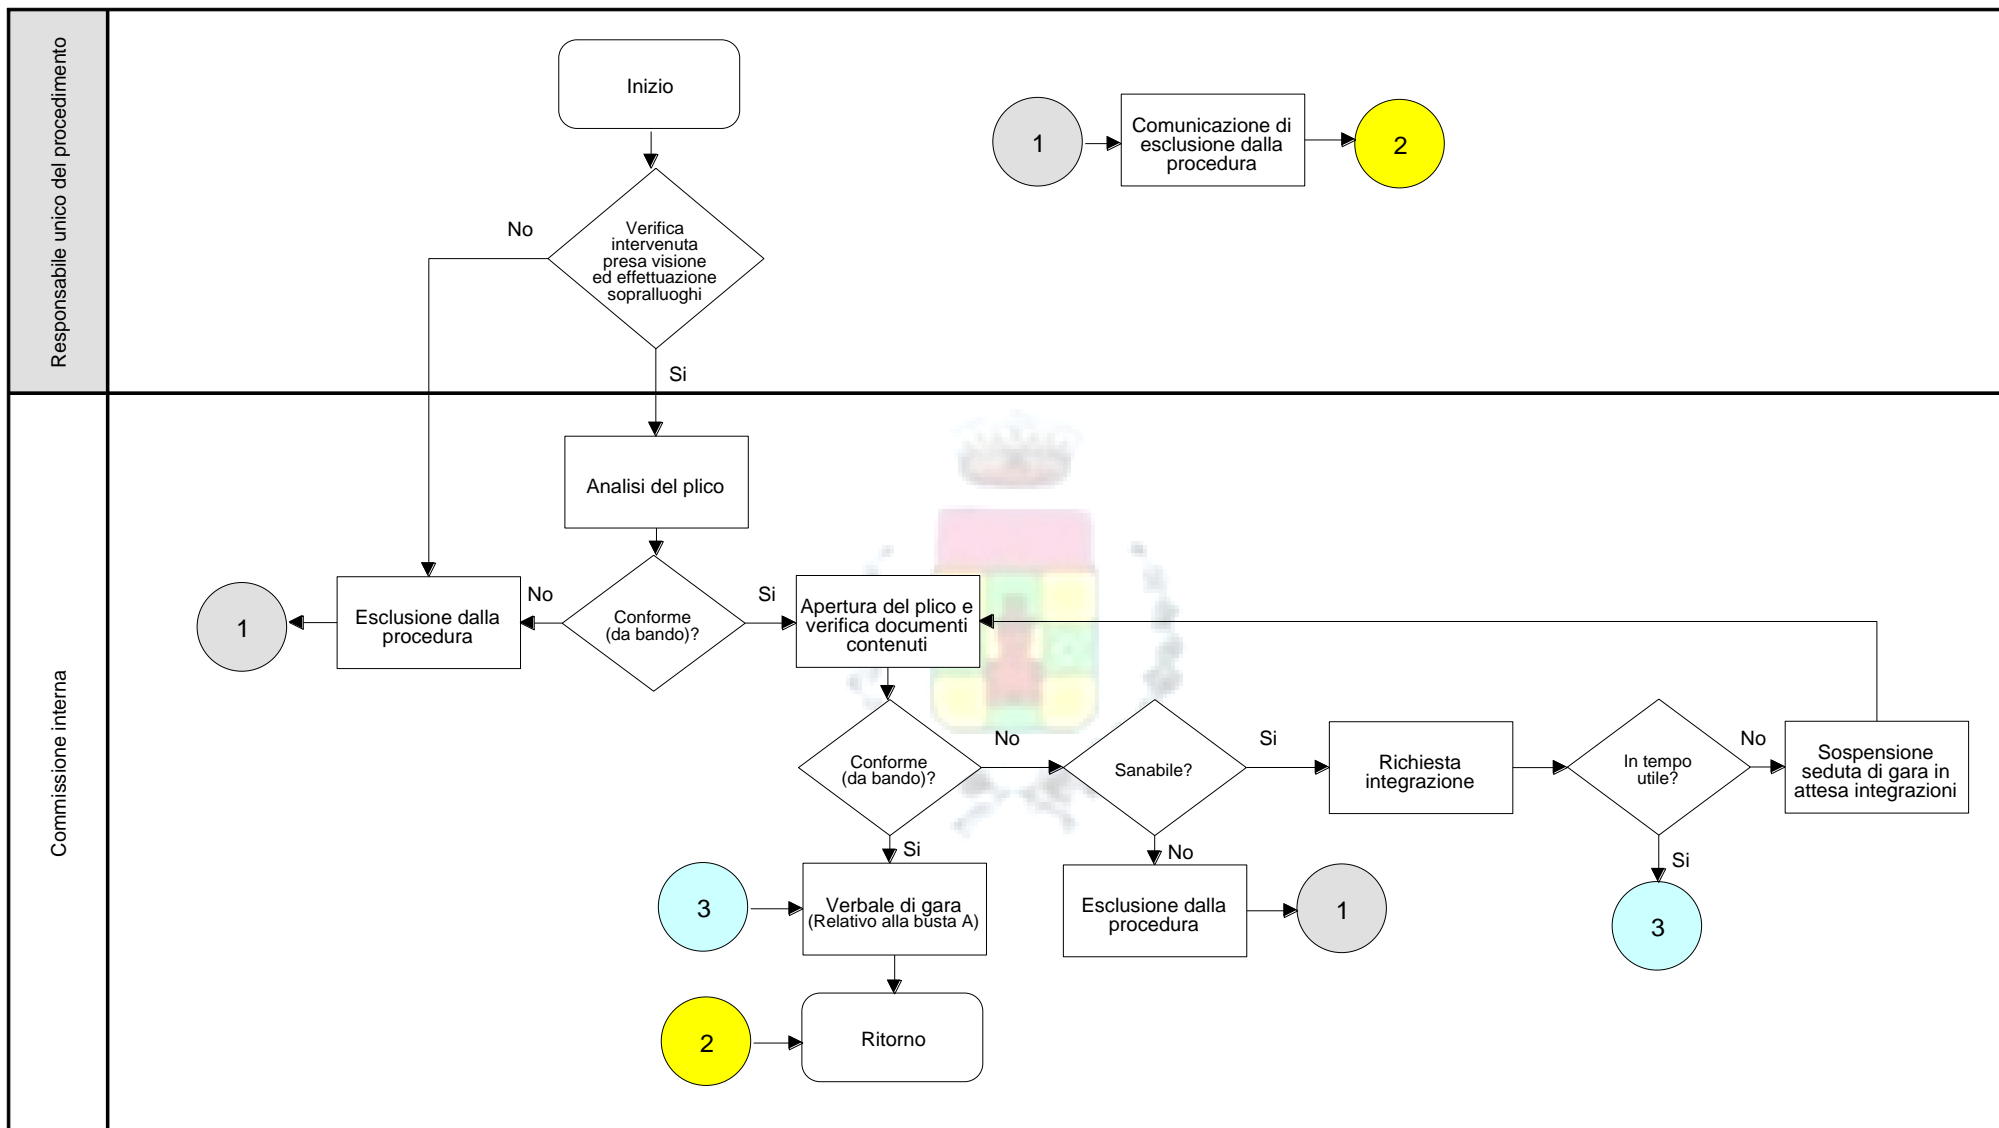 Responsabile unico del procedimento
Inizio
1
Comunicazione di
esclusione dalla
procedura
2
No
Verifica
intervenuta
presa visione
ed effettuazione
sopralluoghi
Si
Commissione interna
Analisi del plico
1
Esclusione dalla
procedura
No
Conforme
(da bando)?
Si
Apertura del plico e
verifica documenti
contenuti
Conforme
(da bando)?
No
Sanabile?
Si
Richiesta
integrazione
In tempo
utile?
No
Sospensione
seduta di gara in
attesa integrazioni
Si
No
Si
3
Verbale di gara
(Relativo alla busta A)
Esclusione dalla
procedura
1
3
2
Ritorno